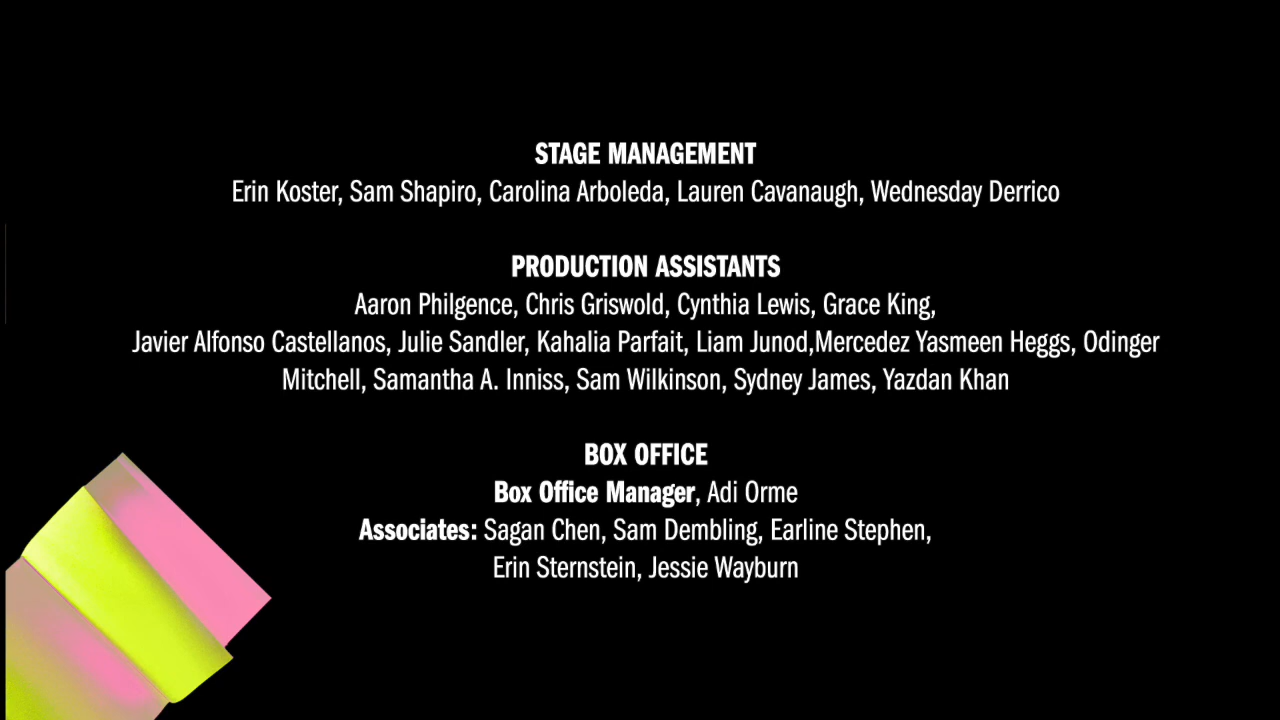 STAGE MANAGEMENT
Erin Koster, Sam Shapiro, Carolina Arboleda, Lauren Cavanaugh, Wednesday Derrico
PRODUCTION ASSISTANTS
Aaron Philgence, Chris Griswold, Cynthia Lewis, Grace King,
Javier Alfonso Castellanos, Julie Sandler, Kahalia Parfait, Liam Junod,Mercedez Yasmeen Heggs, Odinger
Mitchell, Samantha A. Inniss, Sam Wilkinson, Sydney James, Yazdan Khan
BOX OFFICE
Box Office Manager, Adi Orme
Associates: Sagan Chen, Sam Dembling, Earline Stephen,
Erin Sternstein, Jessie Wayburn